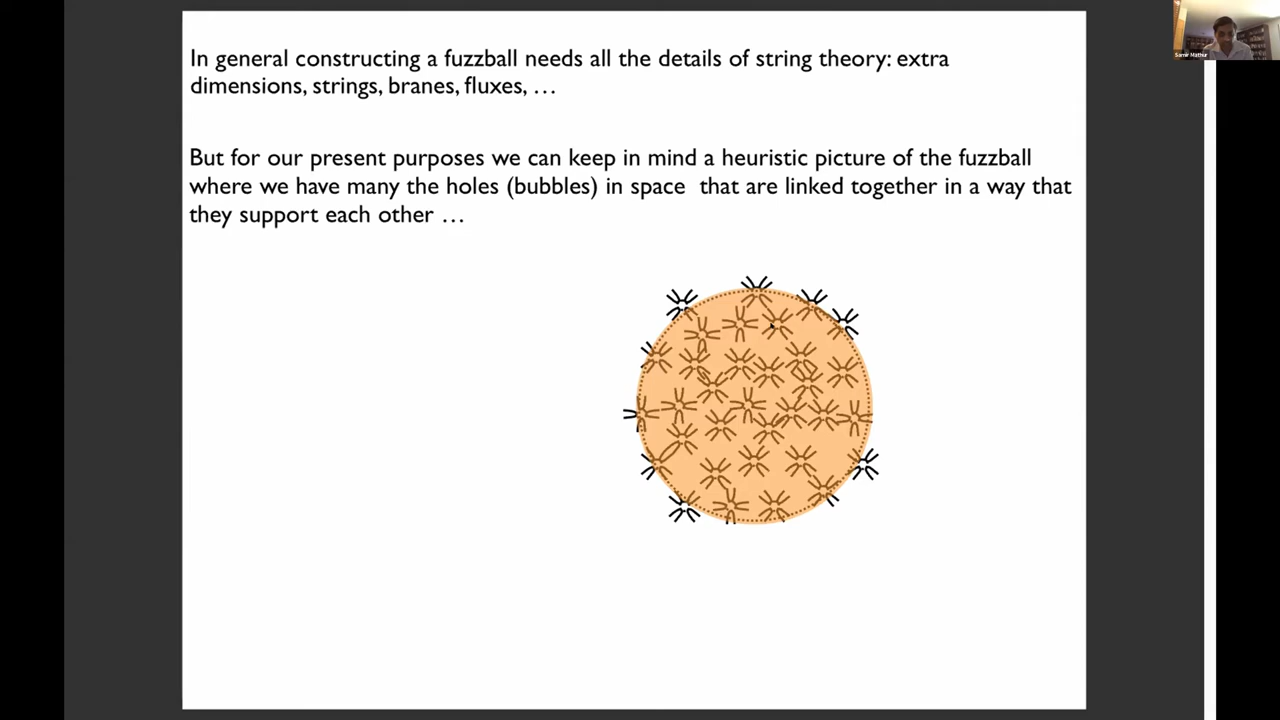 In general constructing a fuzzball needs all the details of string theory: extra
dimensions, strings, branes, fluxes, …
But for our present purposes we can keep in mind a heuristic picture of the fuzzball
where we have many the holes (bubbles) in space that are linked together in a way that
they support each other …
Samir Mathur